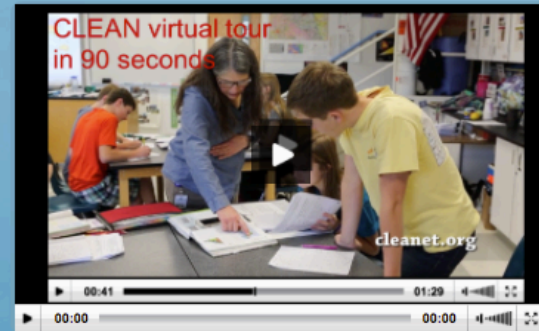 CLEAN virtual tour
in 90 seconds
cleanet.org
00:41 01:29
00:00 00:00